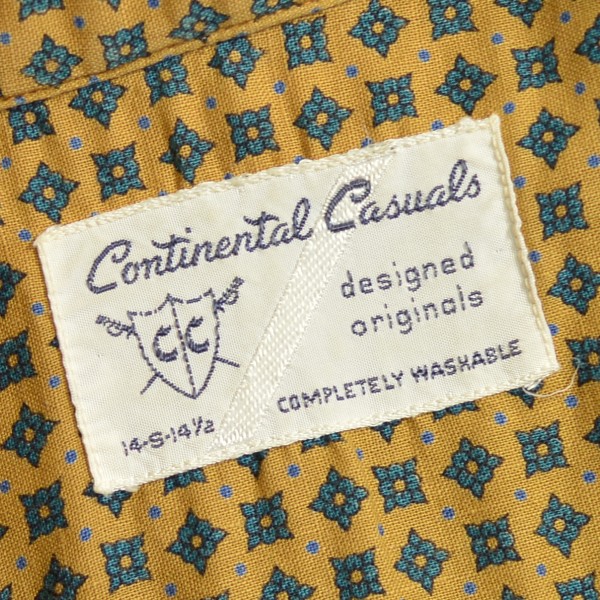 Continental Casuals
designed
originals
CC
14-S-14½
COMPLETELY WASHABLE